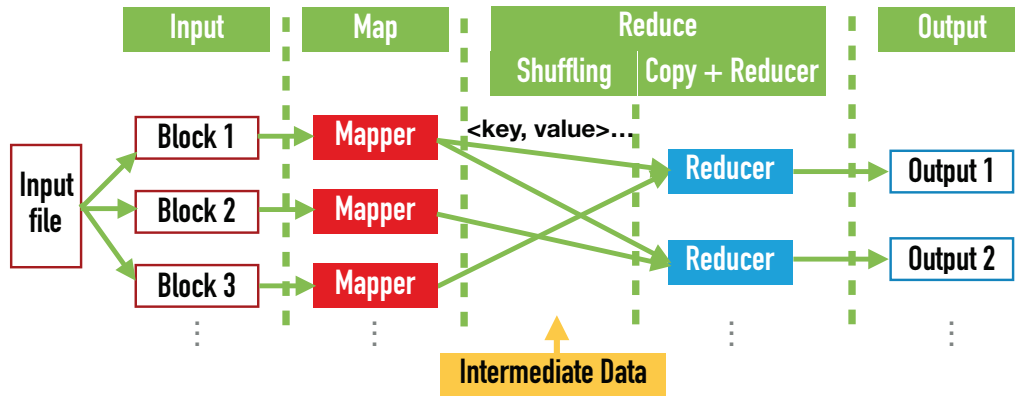 Input
Map
Reduce
Output
Shuffling
Copy + Reducer
<key, value>...
Block 1
Mapper
Input
file
Reducer
Output 1
Block 2
Mapper
Reducer
Output 2
Block 3
Mapper
Intermediate Data